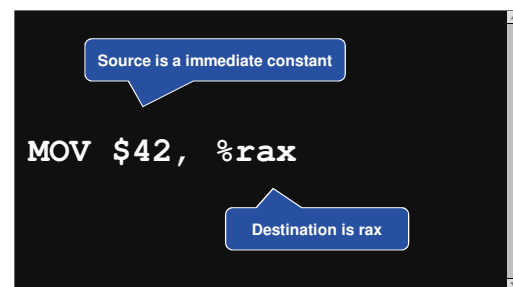 Source is a immediate constant
MOV $42, %rax
Destination is rax